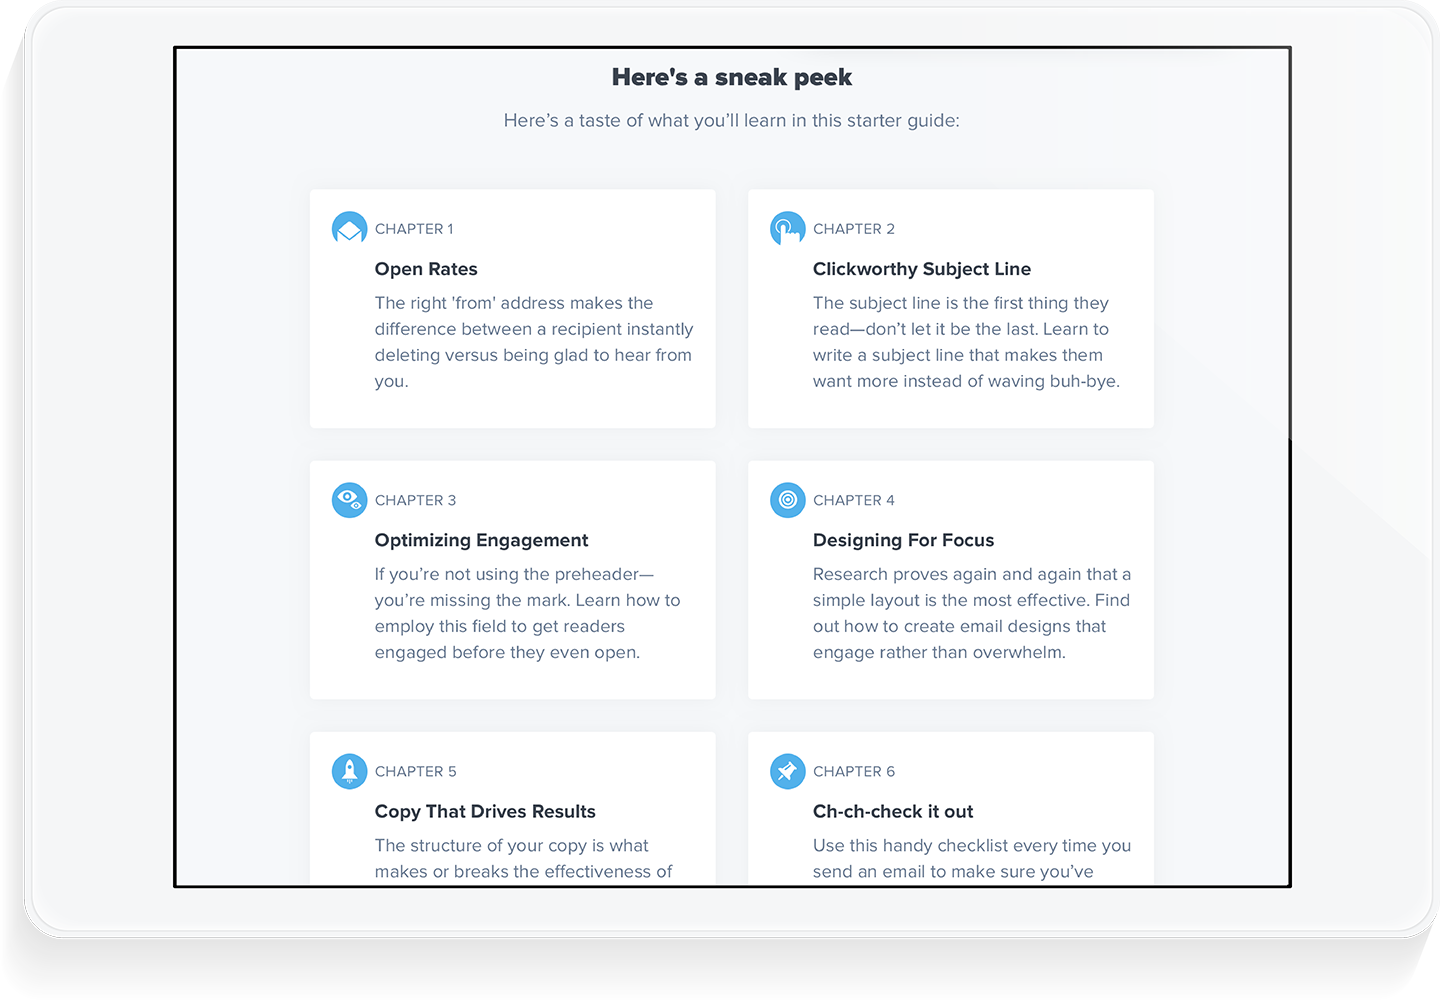 Here's a sneak peek
Here’s a taste of what you’ll learn in this starter guide:
CHAPTER 1
Open Rates
The right 'from' address makes the
difference between a recipient instantly
deleting versus being glad to hear from
you.
CHAPTER 2
Clickworthy Subject Line
The subject line is the first thing they
read—don’t let it be the last. Learn to
write a subject line that makes them
want more instead of waving buh-bye.
CHAPTER 3
Optimizing Engagement
If you’re not using the preheader—
you’re missing the mark. Learn how to
employ this field to get readers
engaged before they even open.
CHAPTER 4
Designing For Focus
Research proves again and again that a
simple layout is the most effective. Find
out how to create email designs that
engage rather than overwhelm.
CHAPTER 5
Copy That Drives Results
The structure of your copy is what
makes or breaks the effectiveness of
CHAPTER 6
Ch-ch-check it out
Use this handy checklist every time you
send an email to make sure you’ve